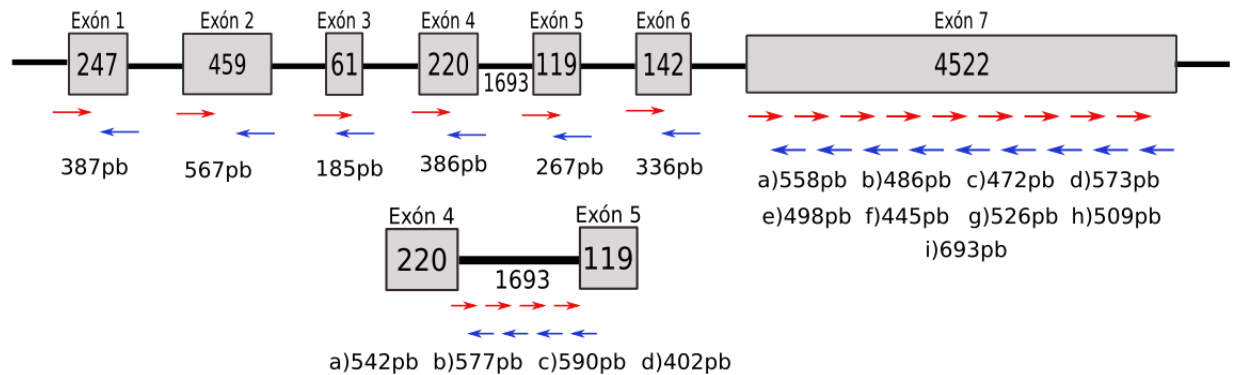 Exón 1 Exón 2 Exón 3 Exón 4 Exón 5 Exón 6 Exón 7
247 459 61 220 1693 119 142 4522
387pb 567pb 185pb 386pb 267pb 336pb
a)558pb b)486pb c)472pb d)573pb
e)498pb f)445pb g)526pb h)509pb
i)693pb
Exón 4 Exón 5
220 1693 119
a)542pb b)577pb c)590pb d)402pb